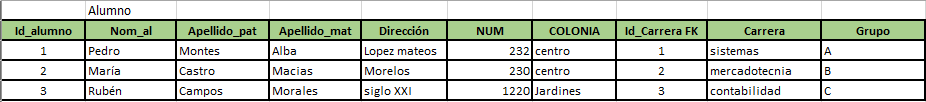 Alumno
Id_alumno Nom_al Apellido_pat Apellido_mat Dirección NUM COLONIA Id_Carrera FK Carrera Grupo
1 Pedro Montes Alba Lopez mateos 232 centro 1 sistemas A
2 María Castro Macias Morelos 230 centro 2 mercadotecnia B
3 Rubén Campos Morales siglo XXI 1220 Jardines 3 contabilidad C